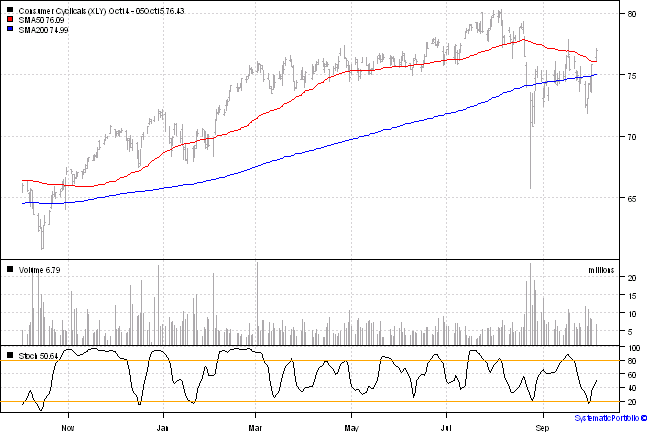 Consumer Cyclicals (XLY) Oct14 - 05Oct15 76.43
SMA50 76.09
SMA200 74.99
80
75
70
65
Volume 6.79
millions
20
15
10
5
Stoch 50.64
100
80
60
40
20
Nov Jan Mar May Jul Sep
SystematicPortfolio ©